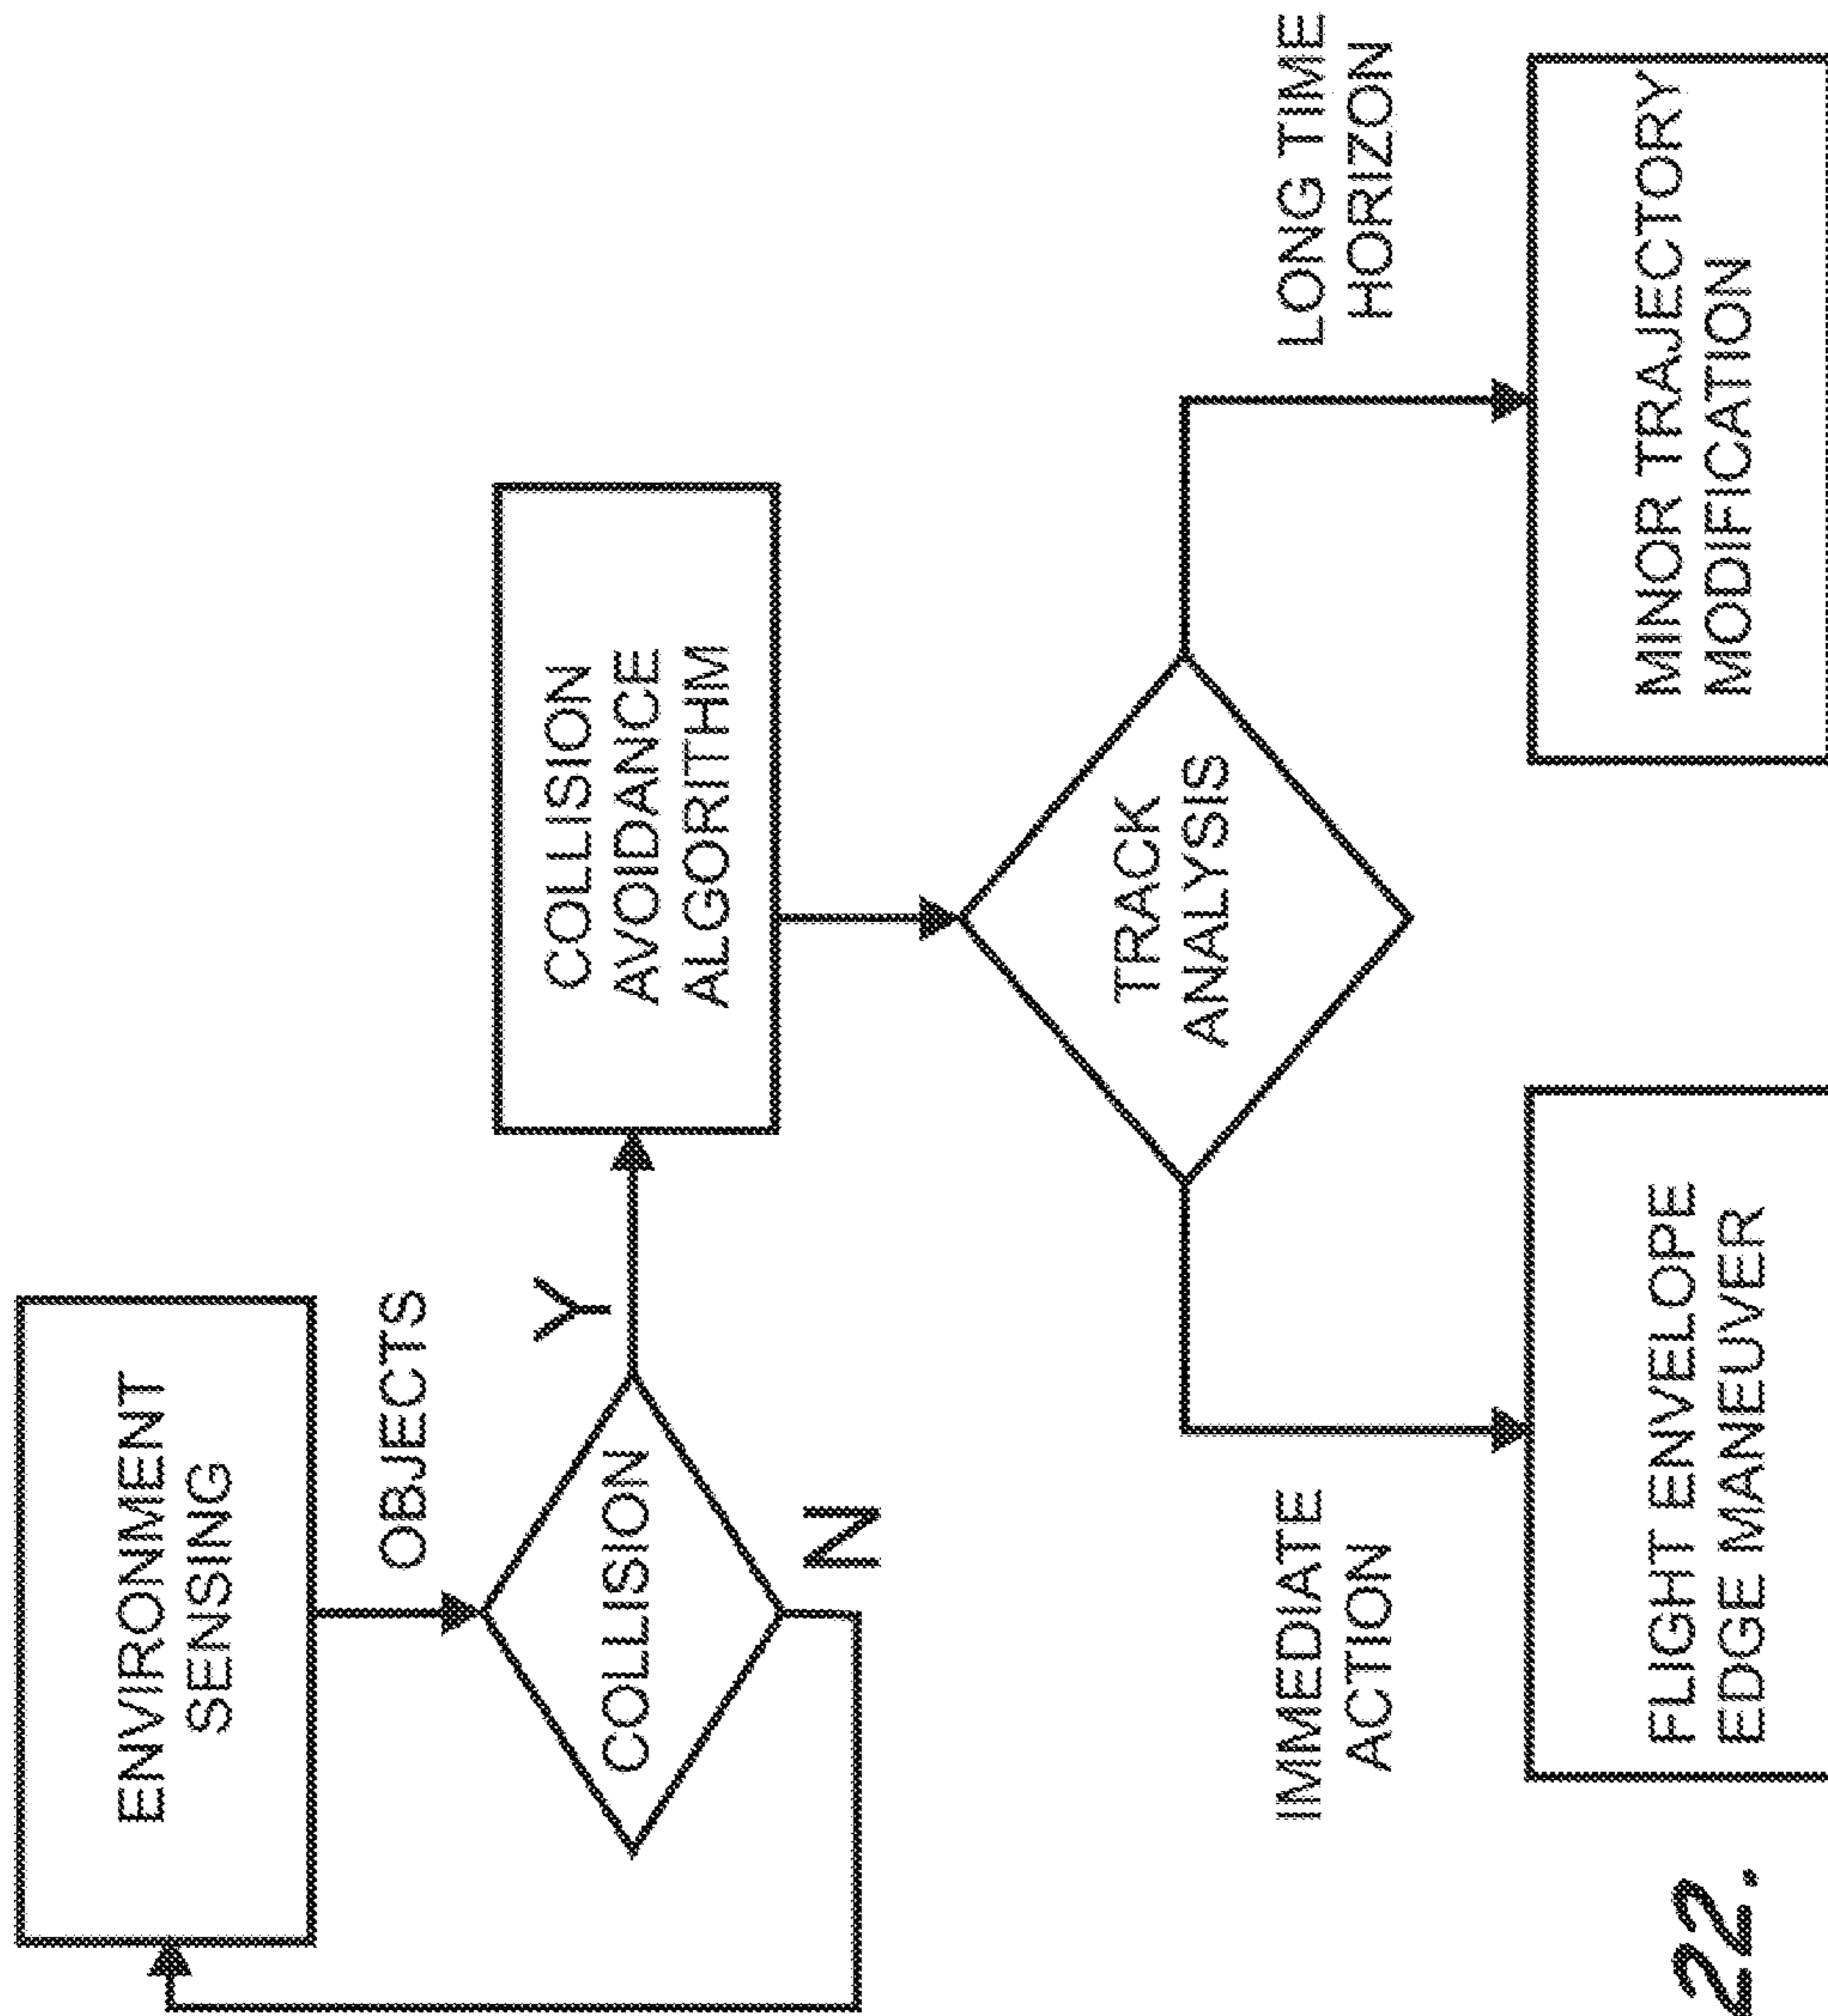 ENVIRONMENT
SENSING
OBJECTS
COLLISION
Y
N
COLLISION
AVOIDANCE
ALGORITHM
TRACK
ANALYSIS
IMMEDIATE
ACTION
LONG TIME
HORIZON
FLIGHT ENVELOPE
EDGE MANEUVER
MINOR TRAJECTORY
MODIFICATION
22.